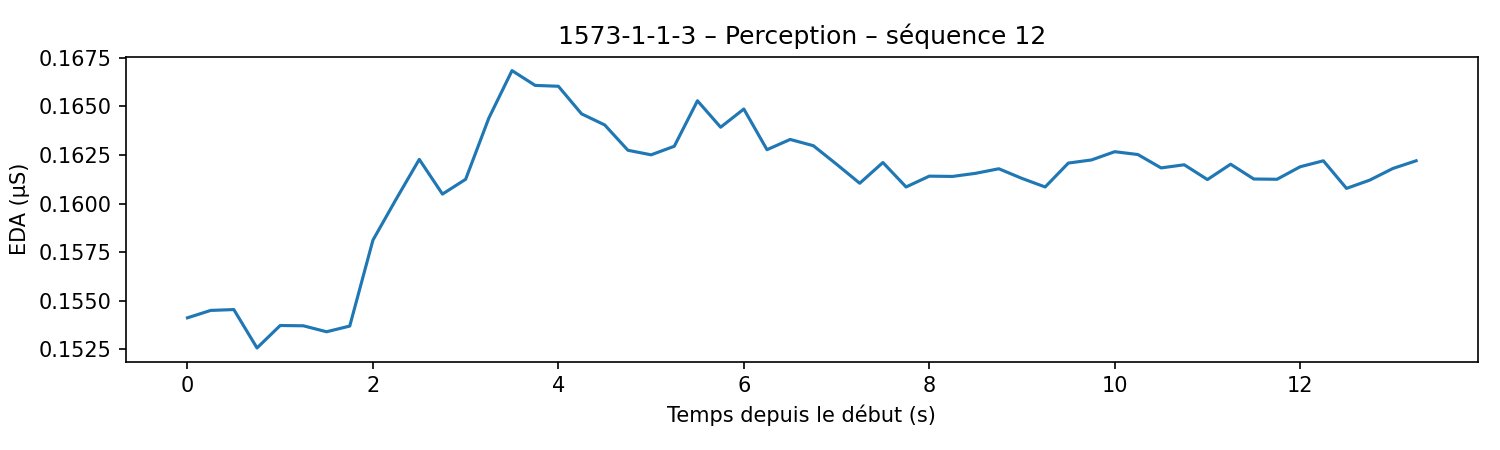 1573-1-1-3 – Perception – séquence 12
0.1675
0.1650
0.1625
0.1600
0.1575
0.1550
0.1525
EDA (µS)
0 2 4 6 8 10 12
Temps depuis le début (s)